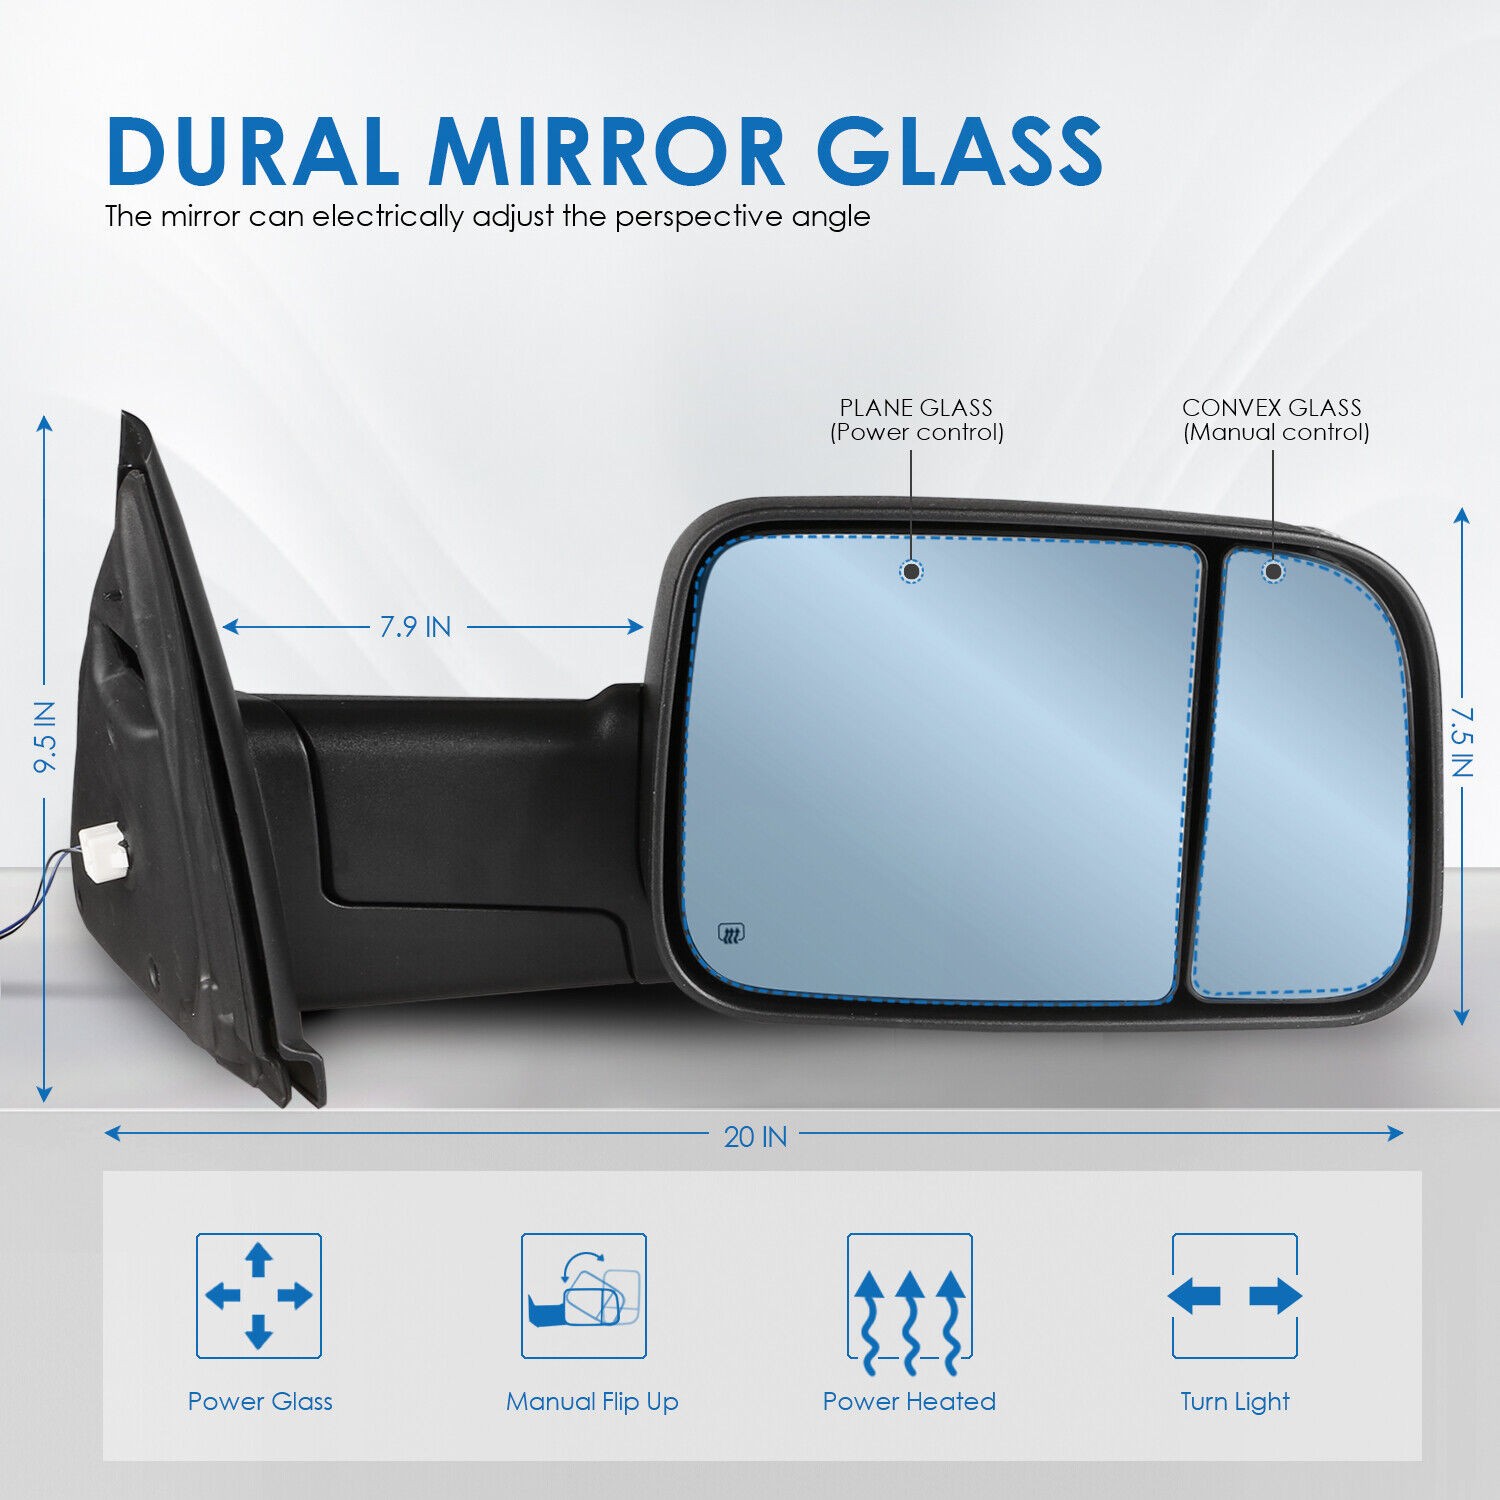 DURAL MIRROR GLASS
The mirror can electrically adjust the perspective angle
PLANE GLASS
(Power control)
CONVEX GLASS
(Manual control)
7.9 IN
9.5 IN
7.5 IN
20 IN
Power Glass
Manual Flip Up
Power Heated
Turn Light